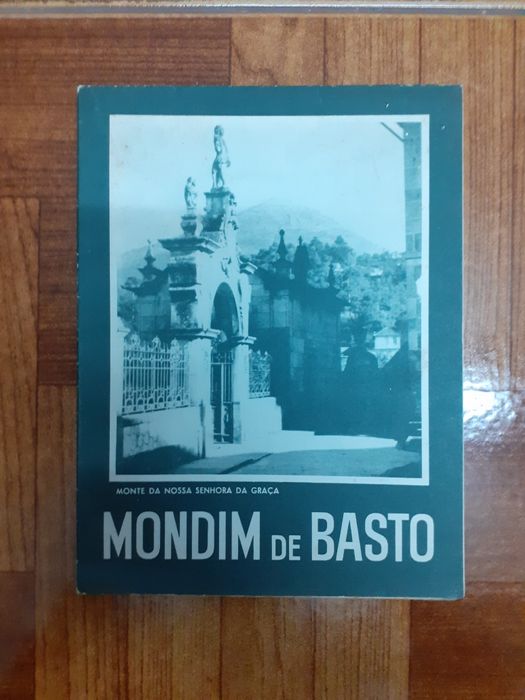 MONTE DA NOSSA SENHORA DA GRAÇA
MONDIM DE BASTO